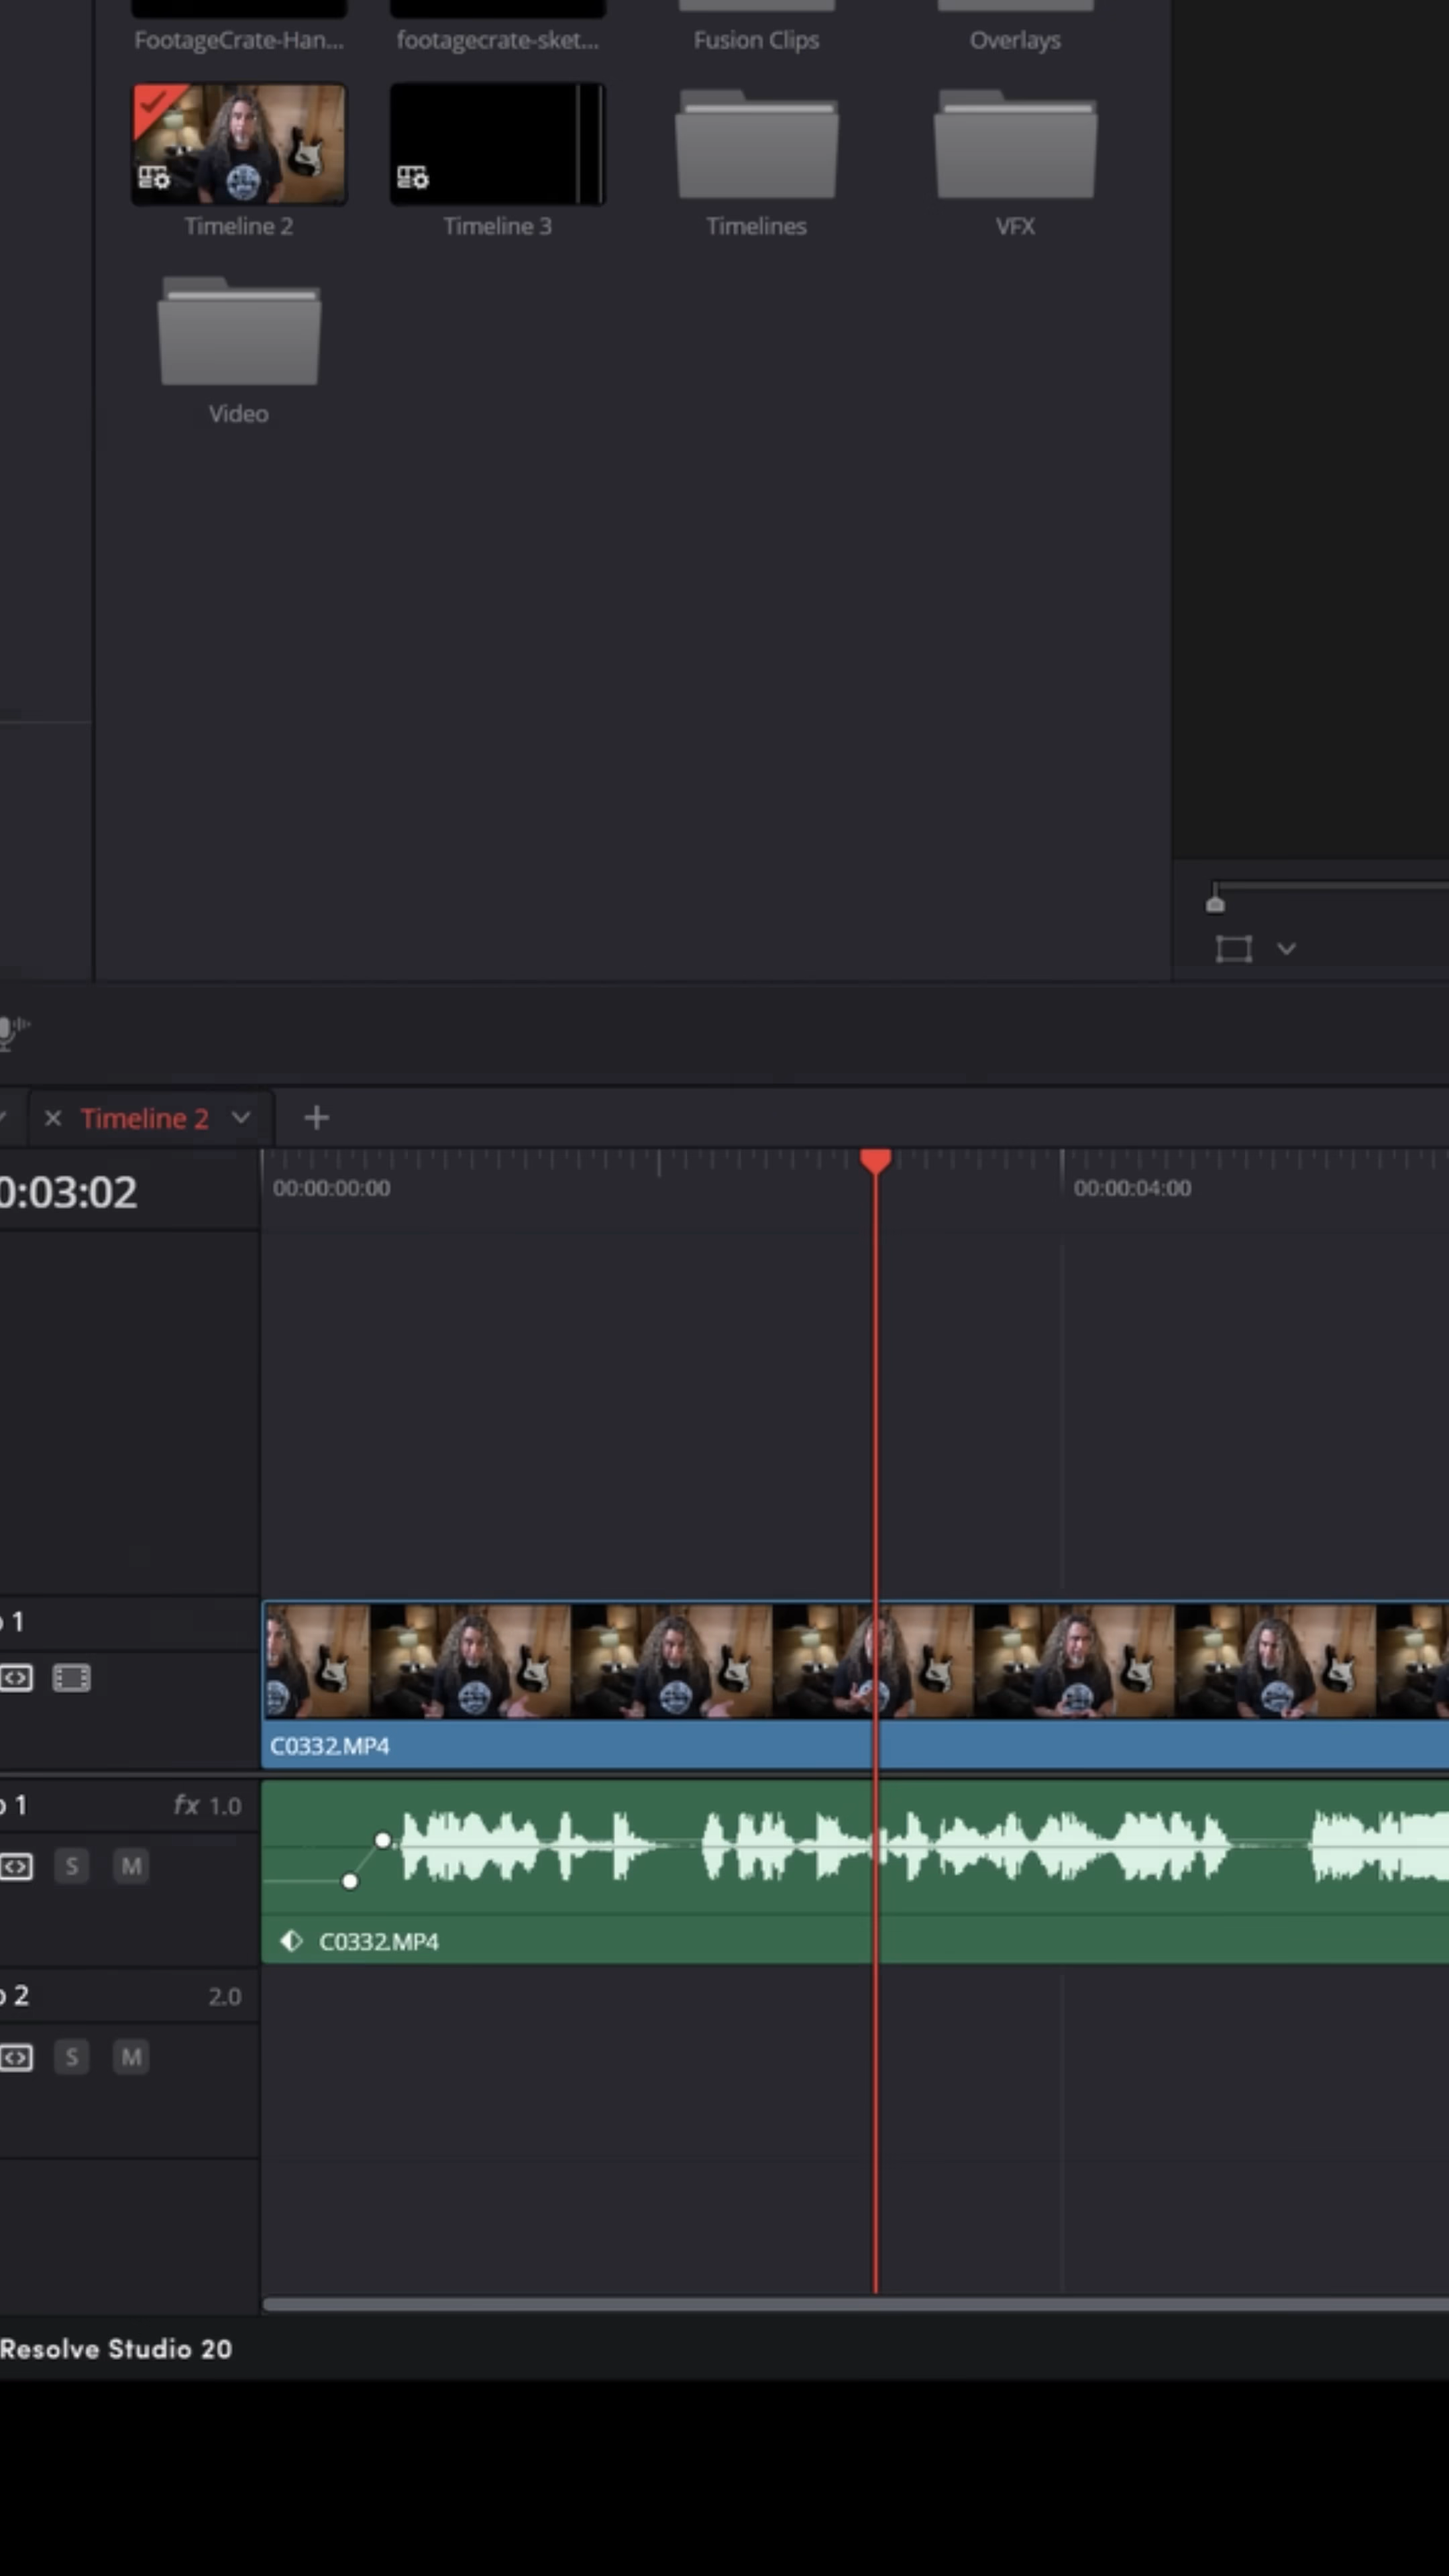 FootageCrate-Han...
footagecrate-sket...
Fusion Clips
Overlays
Timeline 2
Timeline 3
Timelines
VFX
Video
Timeline 2
0:03:02
00:00:00:00
00:00:04:00
1
C0332.MP4
1
fx 1.0
S M
C0332.MP4
2
2.0
S M
Resolve Studio 20